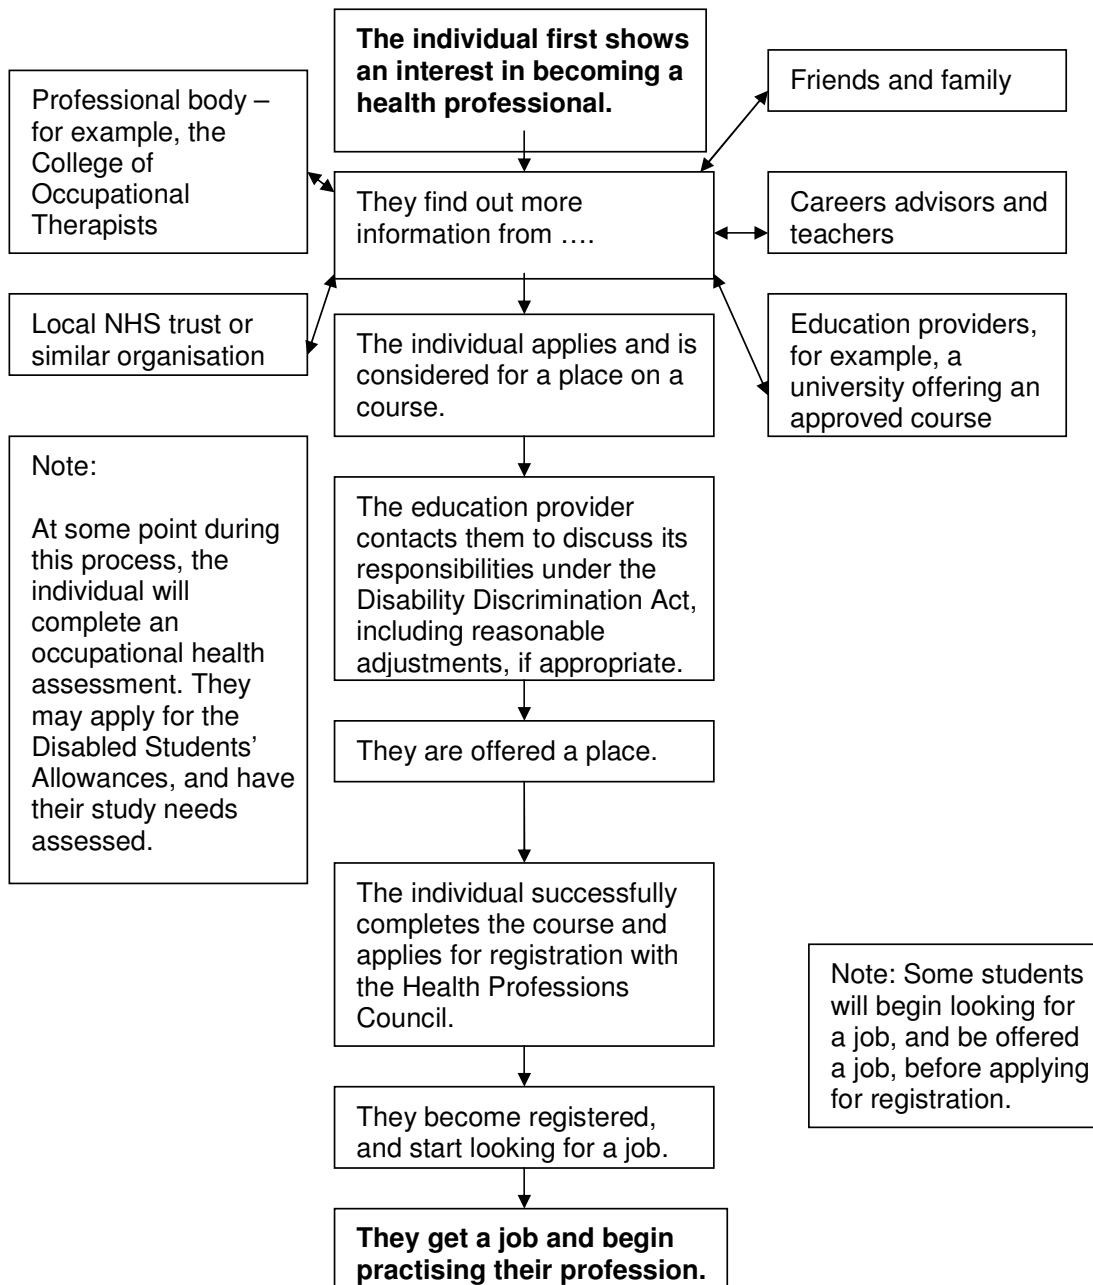 The individual first shows
an interest in becoming a
health professional.
Professional body –
for example, the
College of
Occupational
Therapists
Friends and family
They find out more
information from ….
Careers advisors and
teachers
Local NHS trust or
similar organisation
Education providers,
for example, a
university offering an
approved course
The individual applies and is
considered for a place on a
course.
Note:
At some point during
this process, the
individual will
complete an
occupational health
assessment. They
may apply for the
Disabled Students’
Allowances, and have
their study needs
assessed.
The education provider
contacts them to discuss its
responsibilities under the
Disability Discrimination Act,
including reasonable
adjustments, if appropriate.
They are offered a place.
The individual successfully
completes the course and
applies for registration with
the Health Professions
Council.
Note: Some students
will begin looking for
a job, and be offered
a job, before applying
for registration.
They become registered,
and start looking for a job.
They get a job and begin
practising their profession.